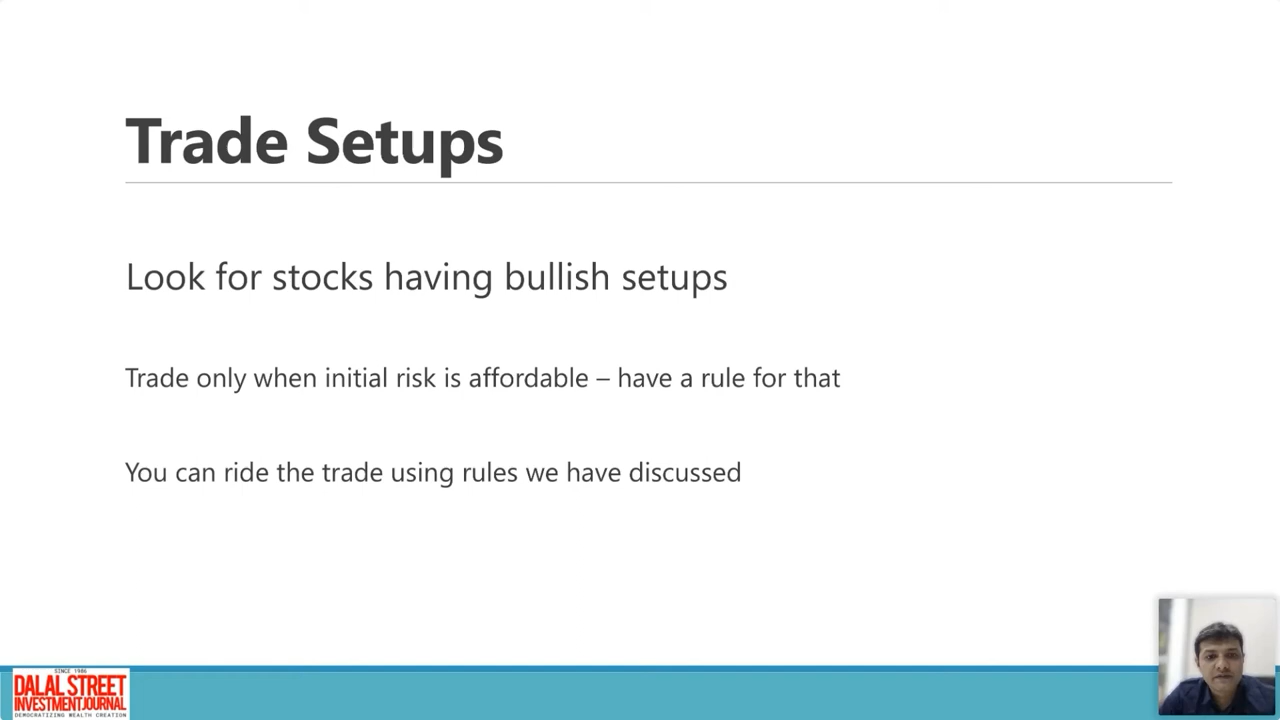 Trade Setups
Look for stocks having bullish setups
Trade only when initial risk is affordable – have a rule for that
You can ride the trade using rules we have discussed
SINCE 1986
DALAL STREET
INVESTMENT JOURNAL
DEMOCRATIZING WEALTH CREATION